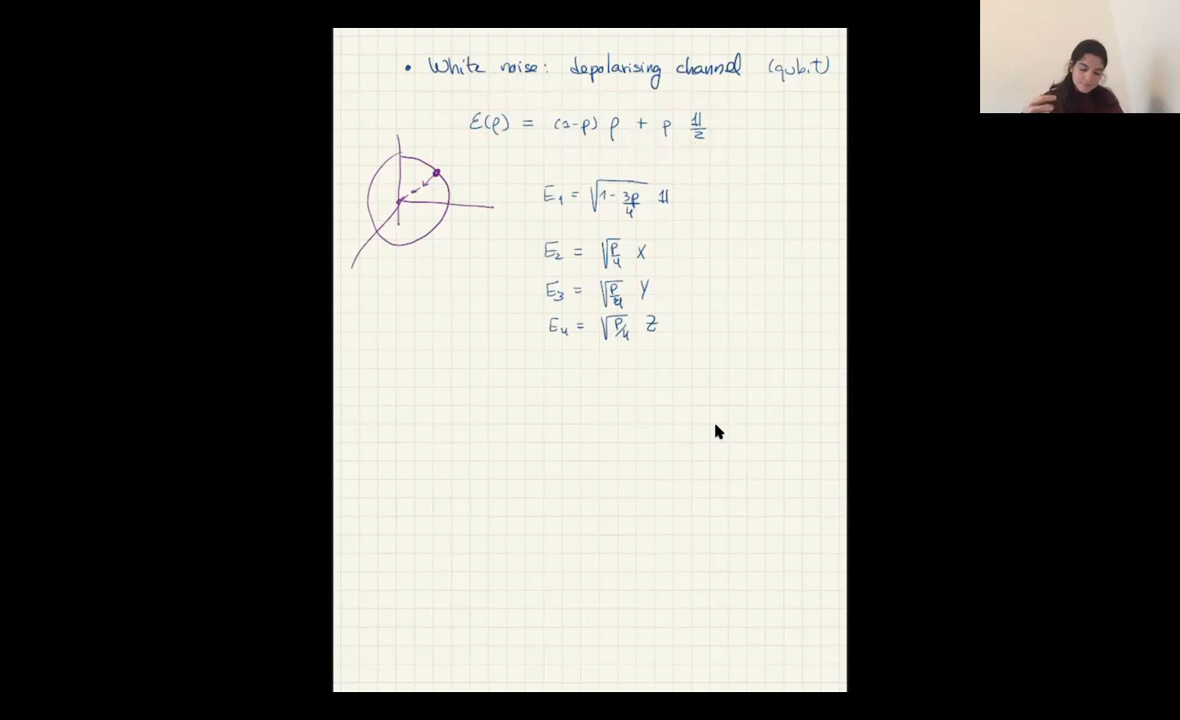 • White noise: depolarising channel (qubit)
ℰ(ρ) = (1-p) ρ + p 𝟙/2
E₁ = √(1 - 3p/4) 𝟙
E₂ = √(p/4) X
E₃ = √(p/4) Y
E₄ = √(p/4) Z